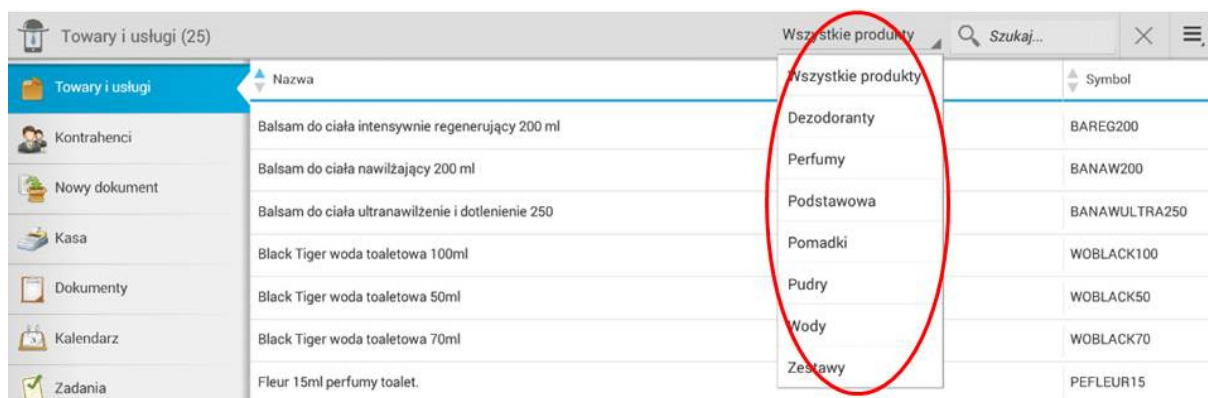 Towary i usługi (25)
Wszystkie produkty
Szukaj...
Towary i usługi
Kontrahenci
Nowy dokument
Kasa
Dokumenty
Kalendarz
Zadania
Nazwa
Symbol
Balsam do ciała intensywnie regenerujący 200 ml
BAREG200
Balsam do ciała nawilżający 200 ml
BANAW200
Balsam do ciała ultranawilżenie i dotlenienie 250
BANAWULTRA250
Black Tiger woda toaletowa 100ml
WOBLACK100
Black Tiger woda toaletowa 50ml
WOBLACK50
Black Tiger woda toaletowa 70ml
WOBLACK70
Fleur 15ml perfumy toalet.
PEFLEUR15
Wszystkie produkty
Dezodoranty
Perfumy
Podstawowa
Pomadki
Pudry
Wody
Zestawy